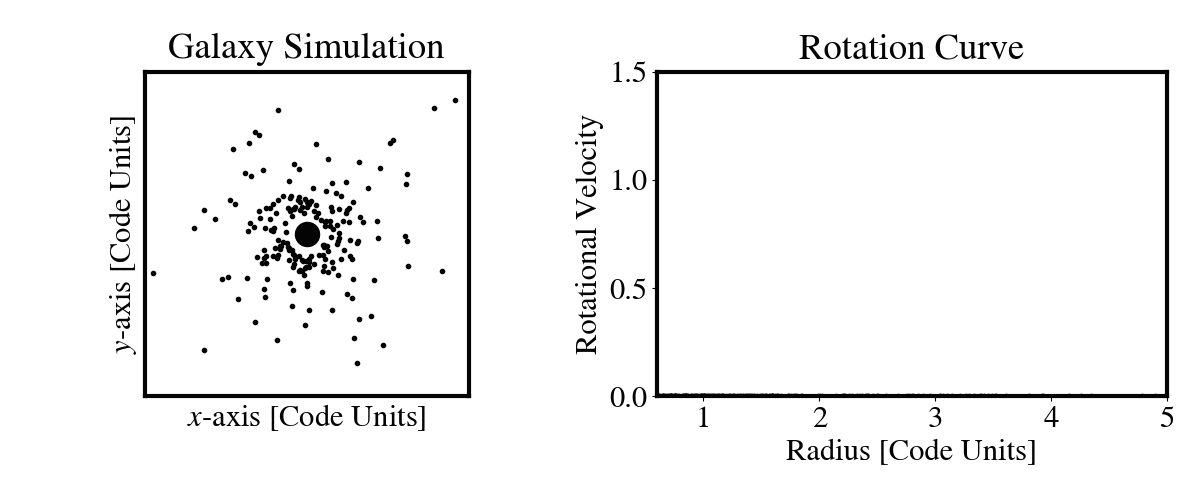 Galaxy Simulation
y-axis [Code Units]
x-axis [Code Units]
Rotation Curve
Rotational Velocity
1.5
1.0
0.5
0.0
1 2 3 4 5
Radius [Code Units]